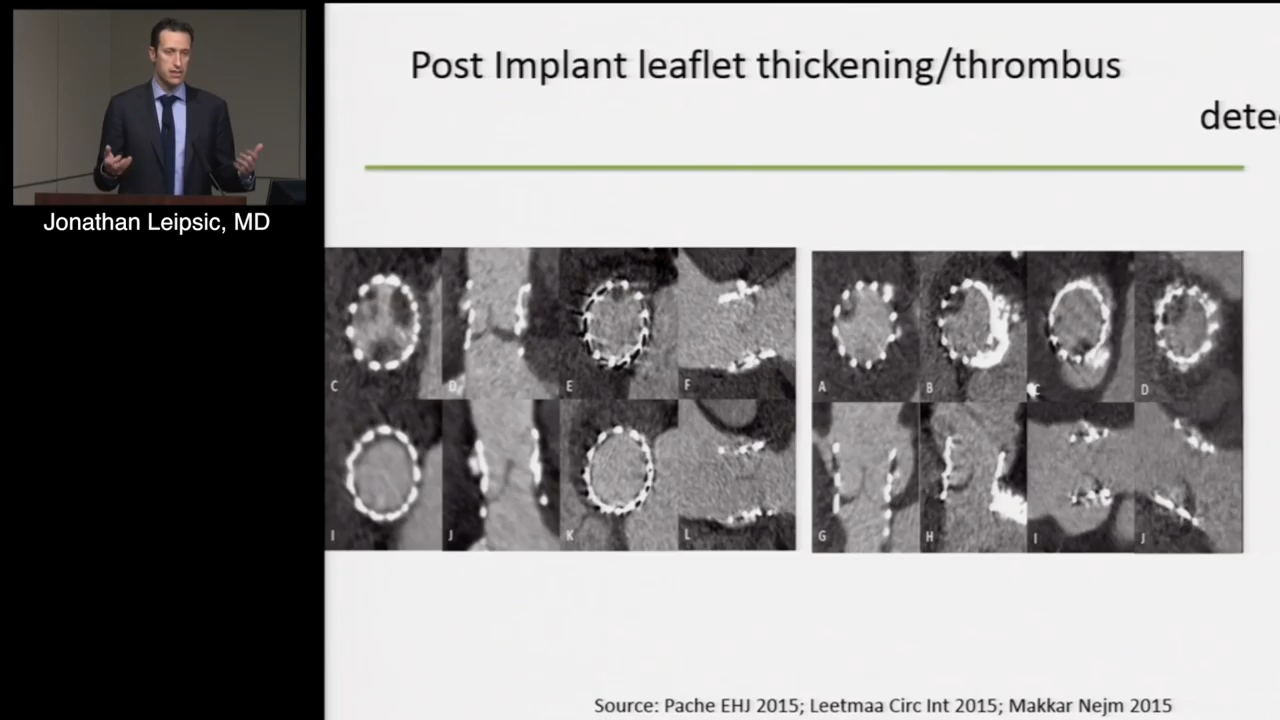 Post Implant leaflet thickening/thrombus
Jonathan Leipsic, MD
C D E F
A B C D
I J K L
G H I J
Source: Pache EHJ 2015; Leetmaa Circ Int 2015; Makkar Nejm 2015